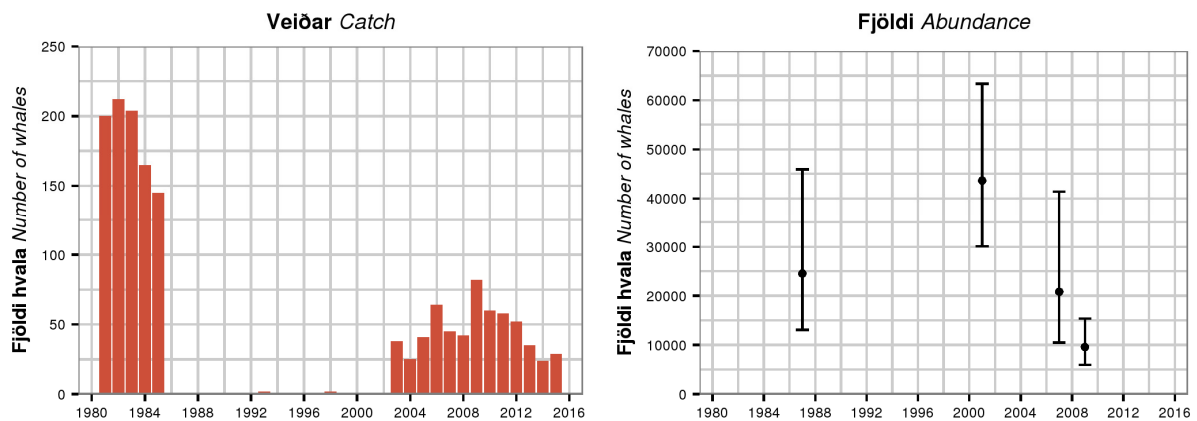 Veiðar Catch
Fjöldi hvala Number of whales
250
200
150
100
50
0
1980 1984 1988 1992 1996 2000 2004 2008 2012 2016
Fjöldi Abundance
Fjöldi hvala Number of whales
70000
60000
50000
40000
30000
20000
10000
0
1980 1984 1988 1992 1996 2000 2004 2008 2012 2016